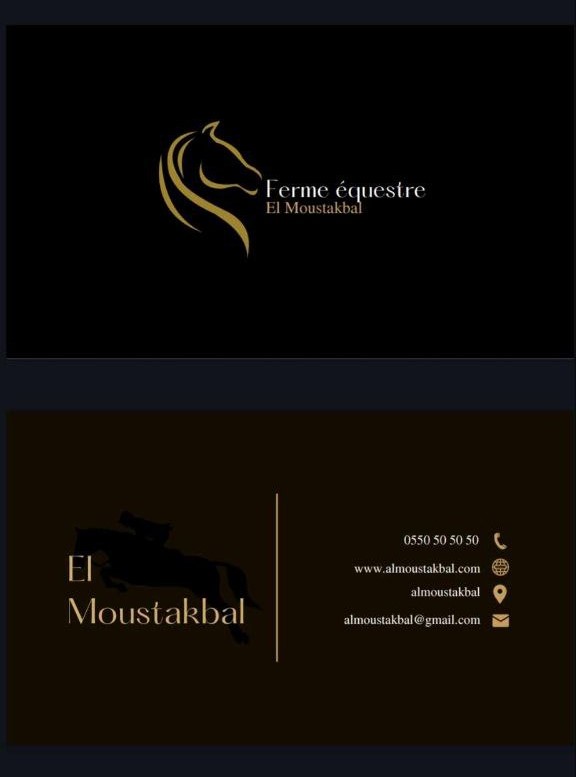 Ferme équestre
El Moustakbal
El
Moustakbal
0550 50 50 50
www.almoustakbal.com
almoustakbal
almoustakbal@gmail.com